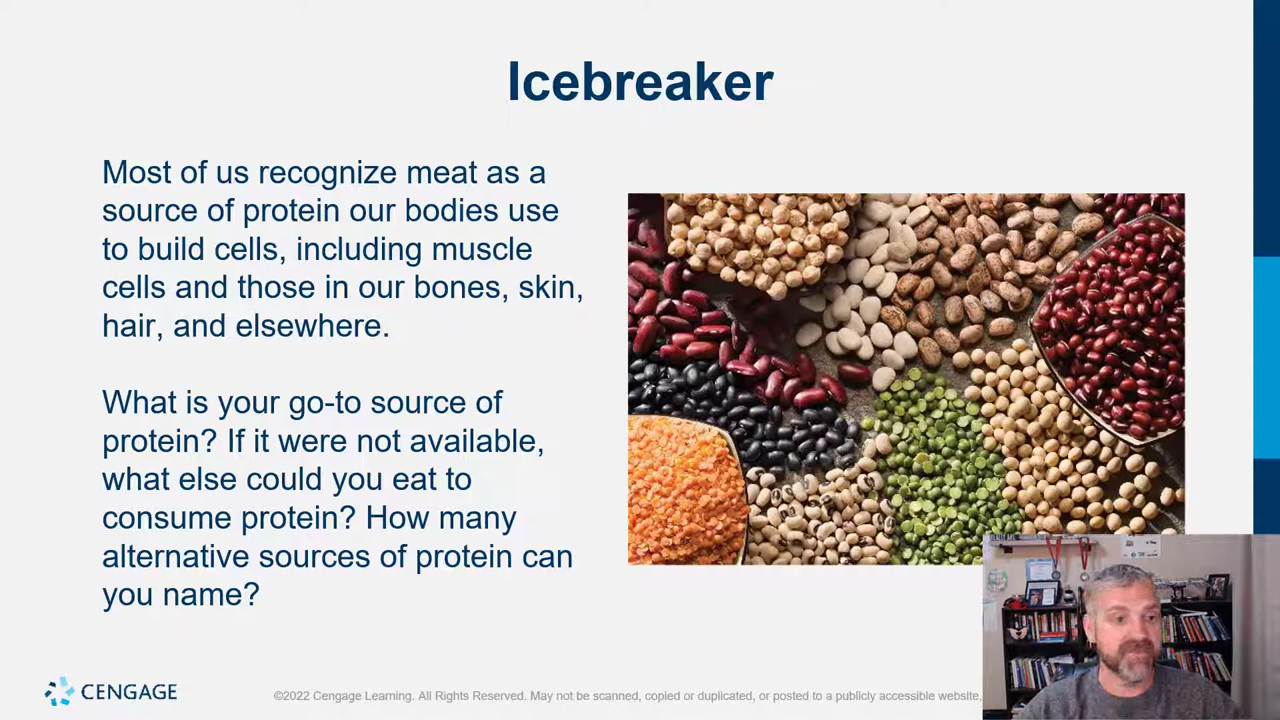 Icebreaker
Most of us recognize meat as a
source of protein our bodies use
to build cells, including muscle
cells and those in our bones, skin,
hair, and elsewhere.
What is your go-to source of
protein? If it were not available,
what else could you eat to
consume protein? How many
alternative sources of protein can
you name?
CENGAGE
©2022 Cengage Learning. All Rights Reserved. May not be scanned, copied or duplicated, or posted to a publicly accessible website,